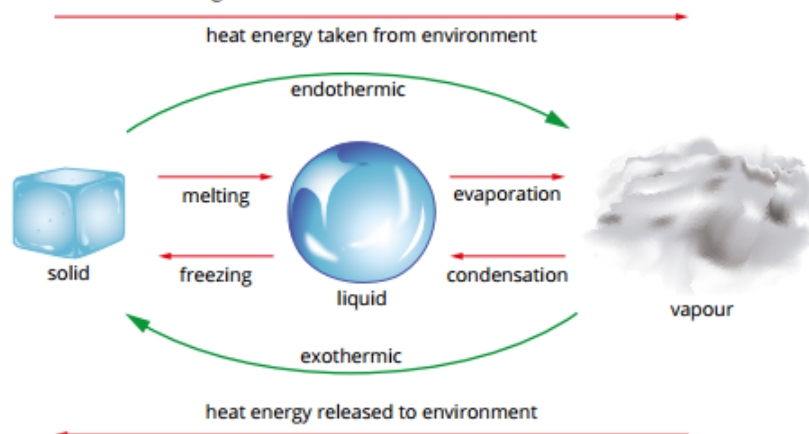 heat energy taken from environment
endothermic
melting
evaporation
solid
freezing
liquid
condensation
vapour
exothermic
heat energy released to environment